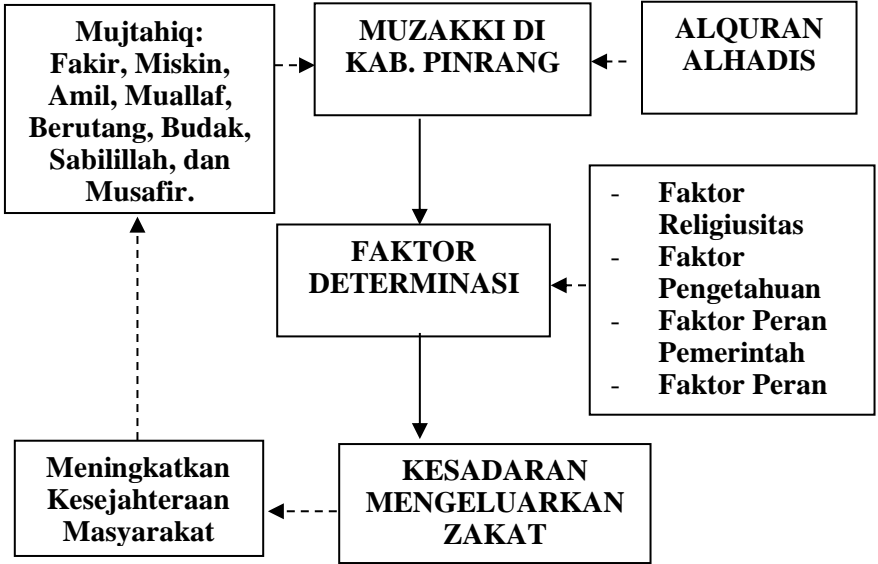 Mujtahiq:
Fakir, Miskin,
Amil, Muallaf,
Berutang, Budak,
Sabilillah, dan
Musafir.
MUZAKKI DI
KAB. PINRANG
ALQURAN
ALHADIS
FAKTOR
DETERMINASI
- Faktor
Religiusitas
- Faktor
Pengetahuan
- Faktor Peran
Pemerintah
- Faktor Peran
Meningkatkan
Kesejahteraan
Masyarakat
KESADARAN
MENGELUARKAN
ZAKAT